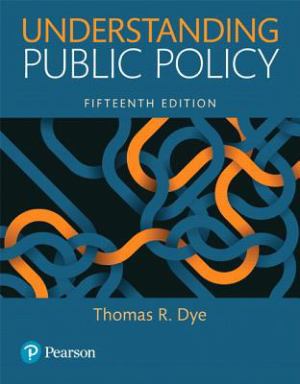 UNDERSTANDING
PUBLIC POLICY
FIFTEENTH EDITION
Thomas R. Dye
Pearson